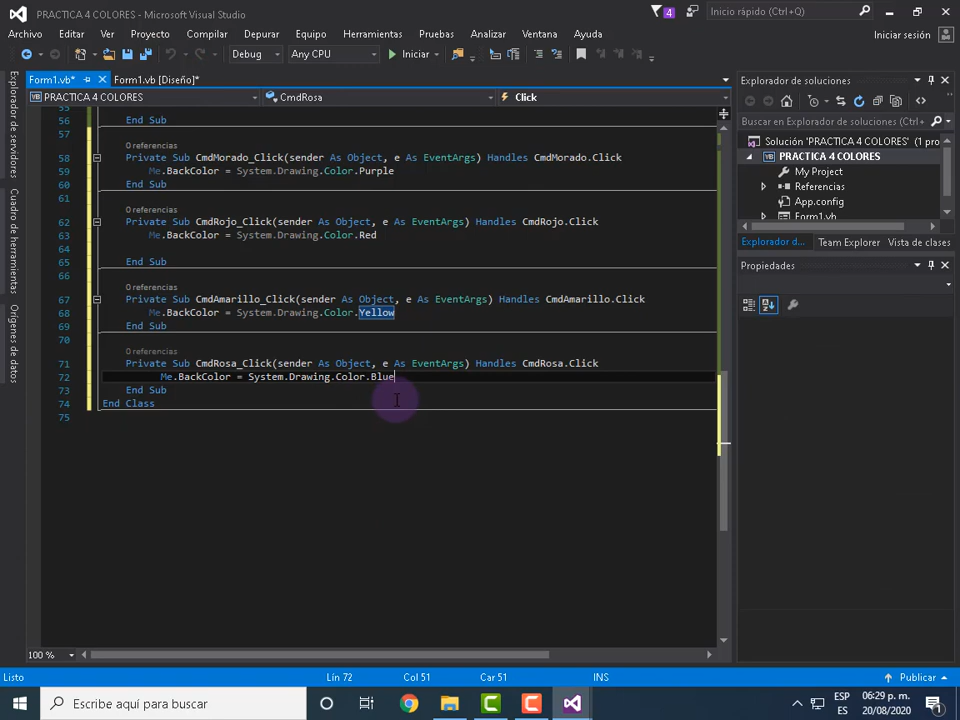 PRACTICA 4 COLORES - Microsoft Visual Studio
4
Inicio rápido (Ctrl+Q)
Archivo Editar Ver Proyecto Compilar Depurar Equipo Herramientas Pruebas Analizar Ventana Ayuda
Iniciar sesión
Debug Any CPU Iniciar
Explorador de servidores
Cuadro de herramientas
Orígenes de datos
Form1.vb* Form1.vb [Diseño]*
PRACTICA 4 COLORES CmdRosa Click
55
56 End Sub
57
0 referencias
58 Private Sub CmdMorado_Click(sender As Object, e As EventArgs) Handles CmdMorado.Click
59 Me.BackColor = System.Drawing.Color.Purple
60 End Sub
61
0 referencias
62 Private Sub CmdRojo_Click(sender As Object, e As EventArgs) Handles CmdRojo.Click
63 Me.BackColor = System.Drawing.Color.Red
64
65 End Sub
66
0 referencias
67 Private Sub CmdAmarillo_Click(sender As Object, e As EventArgs) Handles CmdAmarillo.Click
68 Me.BackColor = System.Drawing.Color.Yellow
69 End Sub
70
0 referencias
71 Private Sub CmdRosa_Click(sender As Object, e As EventArgs) Handles CmdRosa.Click
72 Me.BackColor = System.Drawing.Color.Blue
73 End Sub
74 End Class
75
100 %
Explorador de soluciones
Buscar en Explorador de soluciones (Ctrl+
Solución "PRACTICA 4 COLORES" (1 pro
PRACTICA 4 COLORES
My Project
Referencias
App.config
Form1.vb
Explorador d... Team Explorer Vista de clases
Propiedades
Listo Lín 72 Col 51 Car 51 INS Publicar
Escribe aquí para buscar
ESP
ES
06:29 p. m.
20/08/2020
1